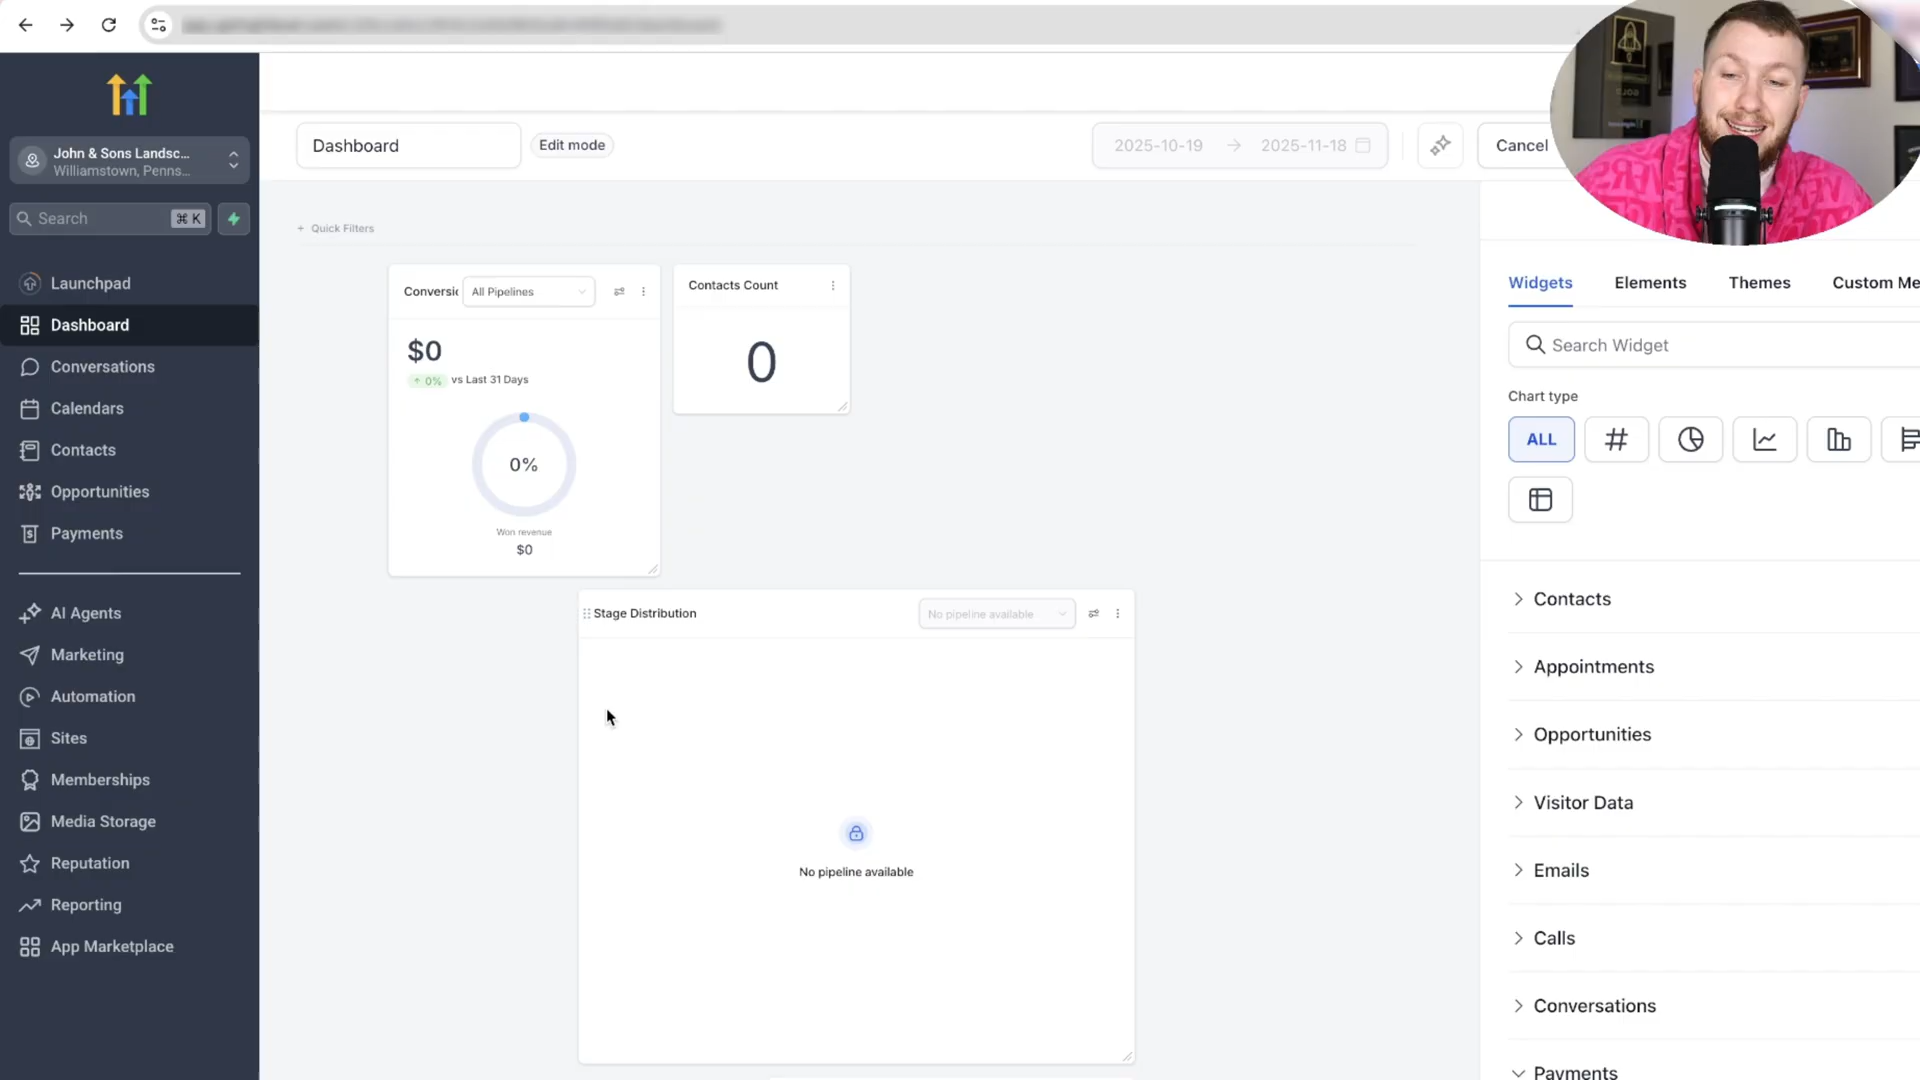 Dashboard
Edit mode
2025-10-19 → 2025-11-18
Cancel
John & Sons Landsc...
Williamstown, Penns...
Search
⌘ K
Launchpad
Dashboard
Conversations
Calendars
Contacts
Opportunities
Payments
AI Agents
Marketing
Automation
Sites
Memberships
Media Storage
Reputation
Reporting
App Marketplace
+ Quick Filters
Conversic
All Pipelines
$0
↑ 0% vs Last 31 Days
0%
Won revenue
$0
Contacts Count
0
Stage Distribution
No pipeline available
No pipeline available
Widgets
Elements
Themes
Custom Me
Search Widget
Chart type
ALL
Contacts
Appointments
Opportunities
Visitor Data
Emails
Calls
Conversations
Payments